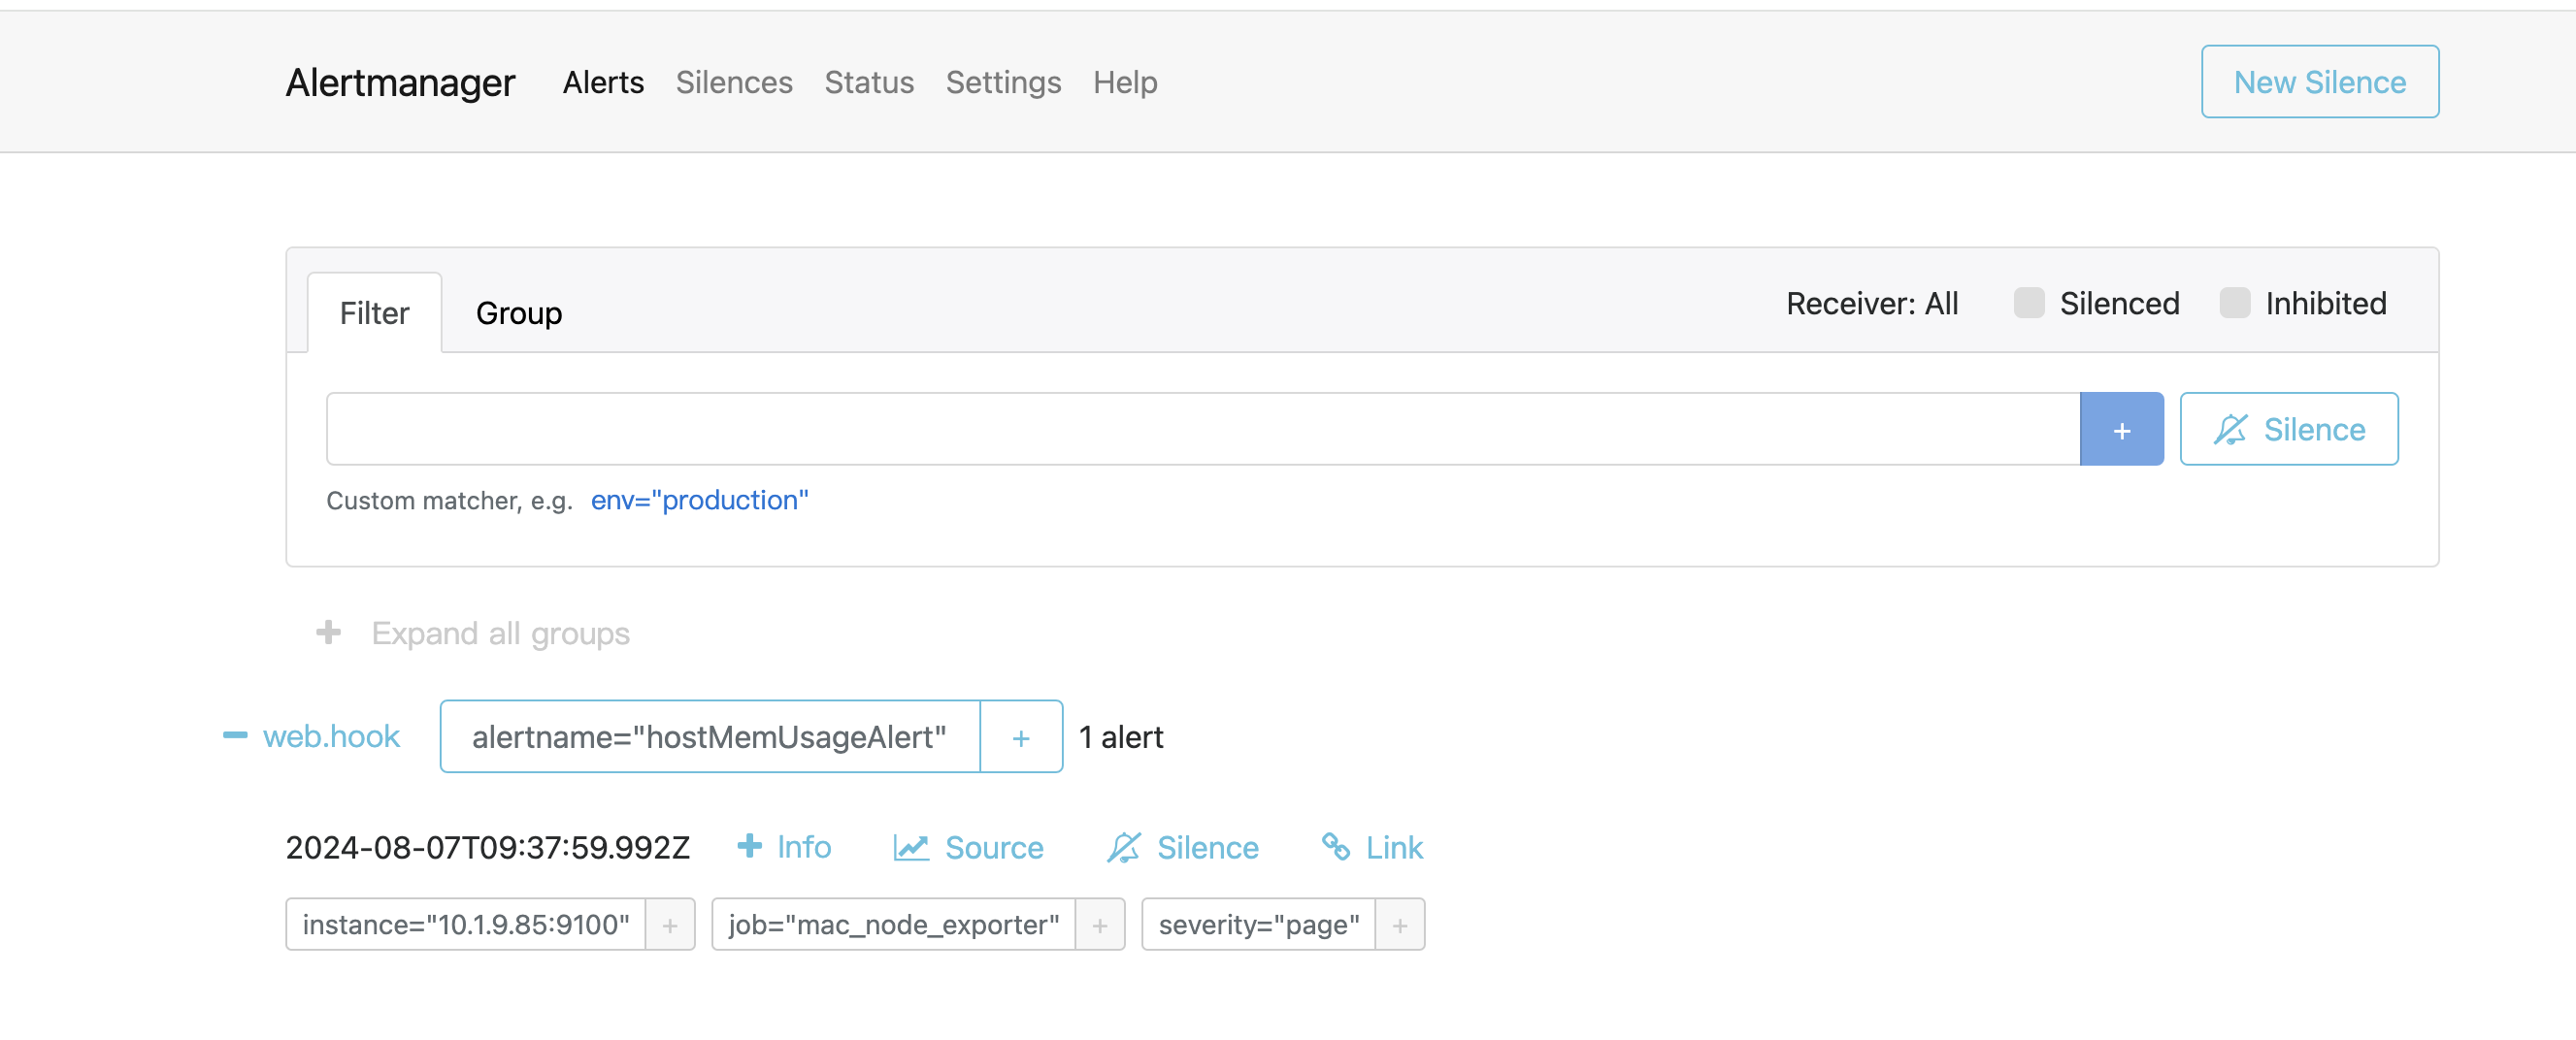 Alertmanager Alerts Silences Status Settings Help New Silence
Filter Group Receiver: All Silenced Inhibited
+ Silence
Custom matcher, e.g. env="production"
+ Expand all groups
− web.hook alertname="hostMemUsageAlert" + 1 alert
2024-08-07T09:37:59.992Z + Info Source Silence Link
instance="10.1.9.85:9100" + job="mac_node_exporter" + severity="page" +